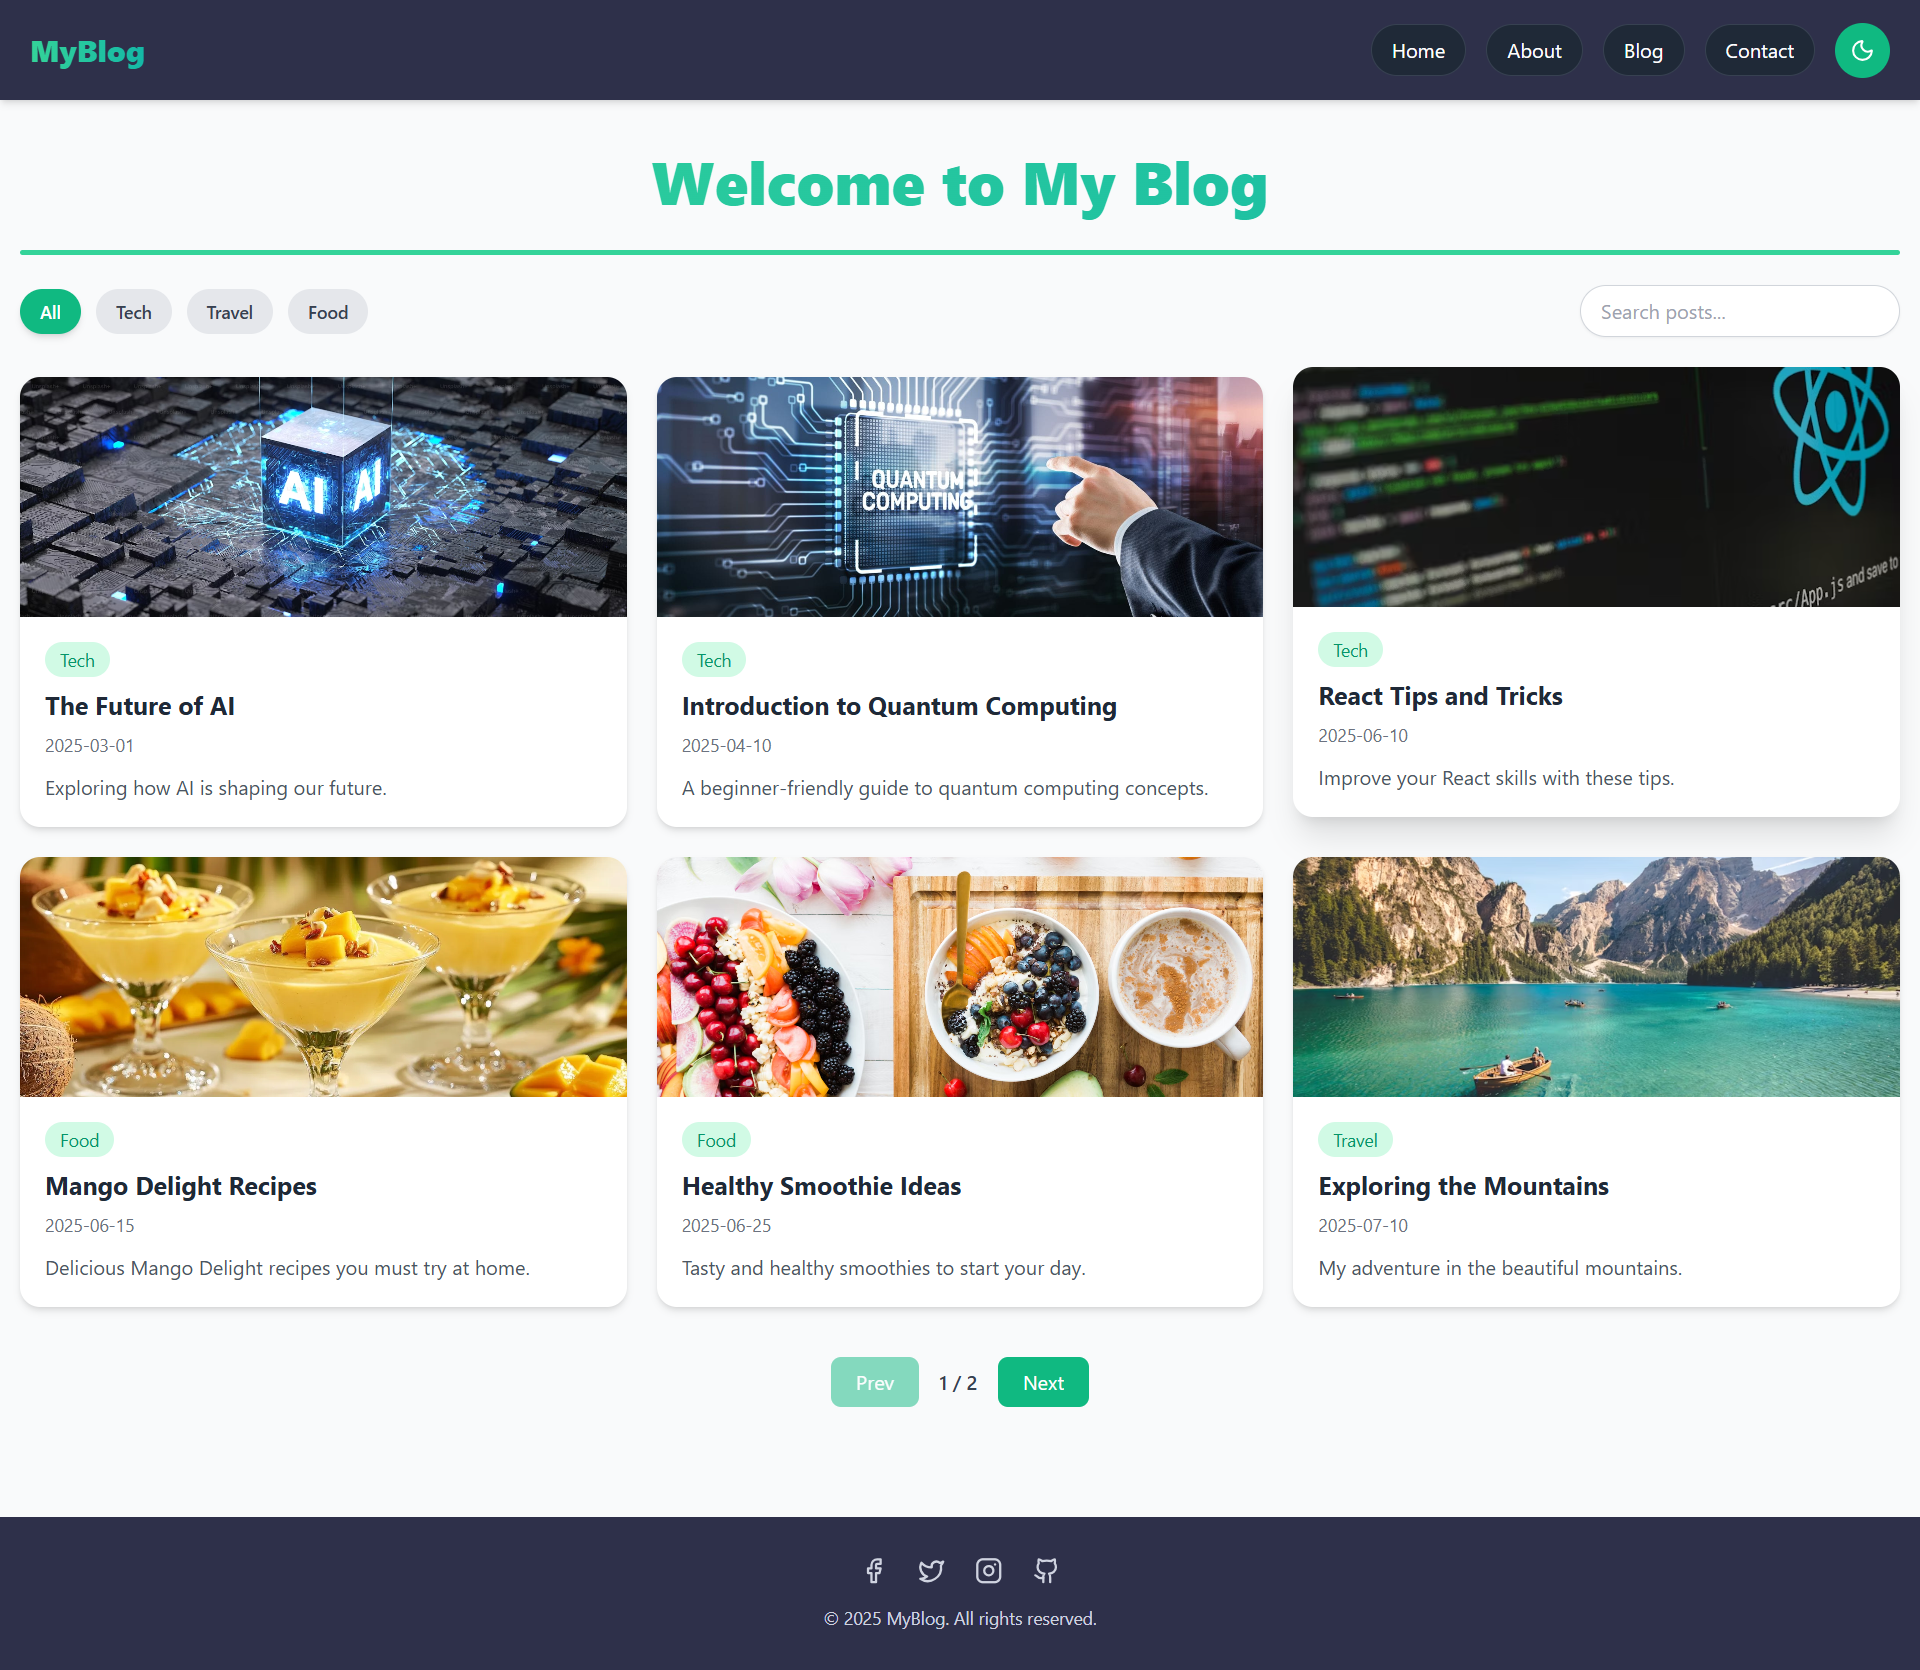 MyBlog
Home
About
Blog
Contact
Welcome to My Blog
All
Tech
Travel
Food
Search posts...
AI
AI
QUANTUM
COMPUTING
/App.js and save to
Tech
The Future of AI
2025-03-01
Exploring how AI is shaping our future.
Tech
Introduction to Quantum Computing
2025-04-10
A beginner-friendly guide to quantum computing concepts.
Tech
React Tips and Tricks
2025-06-10
Improve your React skills with these tips.
Food
Mango Delight Recipes
2025-06-15
Delicious Mango Delight recipes you must try at home.
Food
Healthy Smoothie Ideas
2025-06-25
Tasty and healthy smoothies to start your day.
Travel
Exploring the Mountains
2025-07-10
My adventure in the beautiful mountains.
Prev
1 / 2
Next
© 2025 MyBlog. All rights reserved.